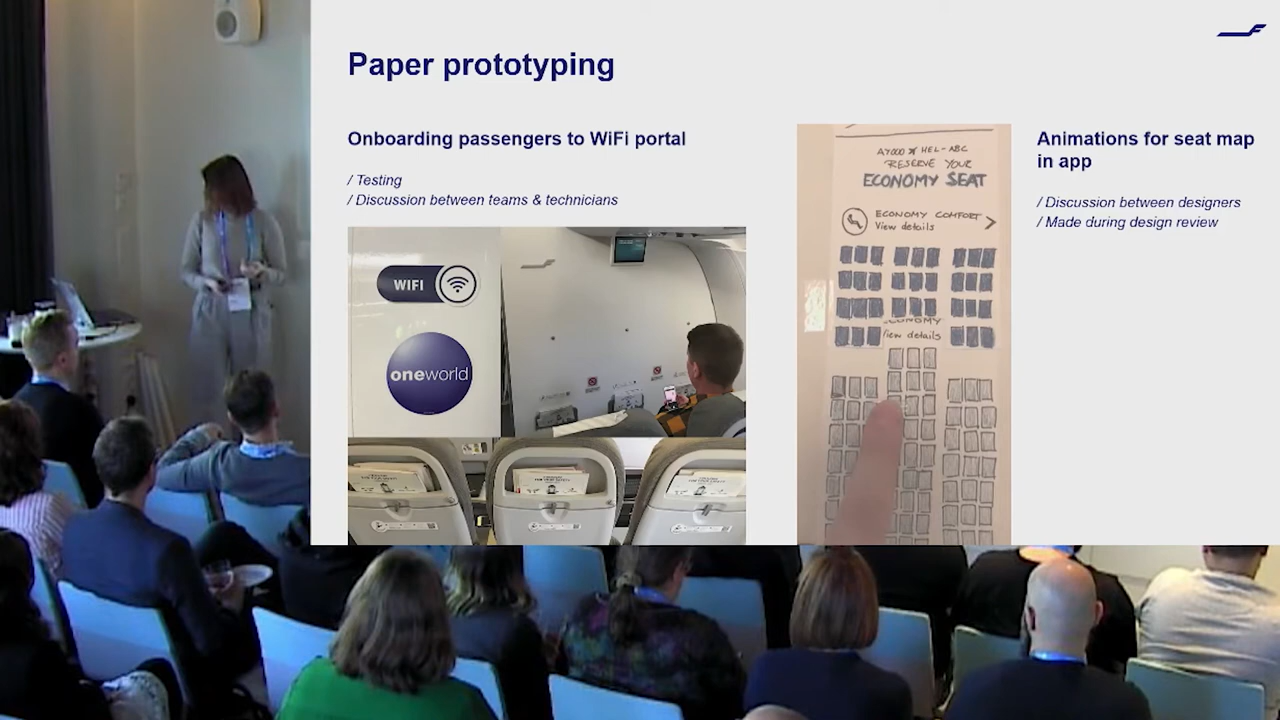 Paper prototyping
Onboarding passengers to WiFi portal
/ Testing
/ Discussion between teams & technicians
WIFI
oneworld
AY000 HEL-ABC
RESERVE YOUR
ECONOMY SEAT
ECONOMY COMFORT
View details
ECONOMY
View details
Animations for seat map
in app
/ Discussion between designers
/ Made during design review